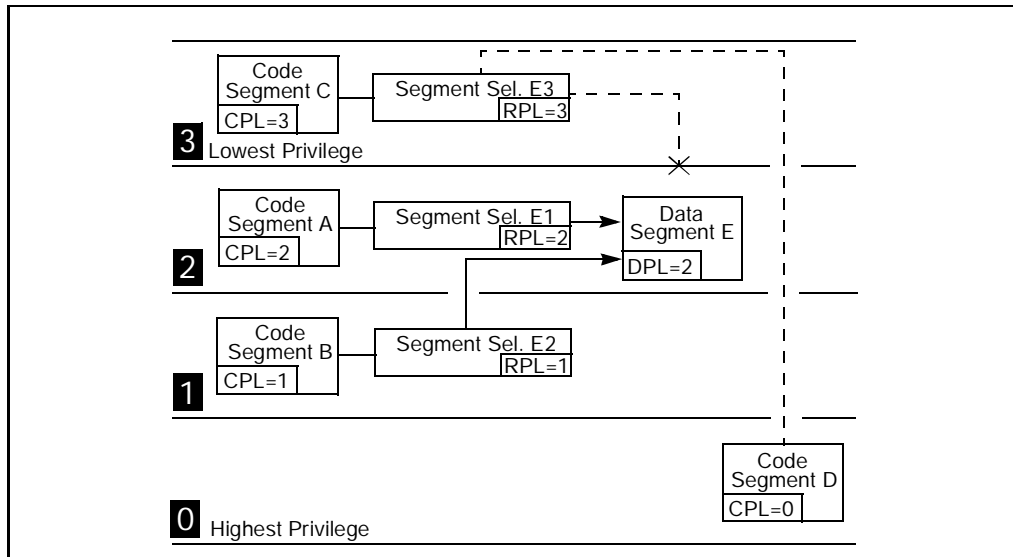 Code
Segment C
CPL=3
Segment Sel. E3
RPL=3
3
Lowest Privilege
Code
Segment A
CPL=2
Segment Sel. E1
RPL=2
Data
Segment E
DPL=2
2
Code
Segment B
CPL=1
Segment Sel. E2
RPL=1
1
Code
Segment D
CPL=0
0
Highest Privilege